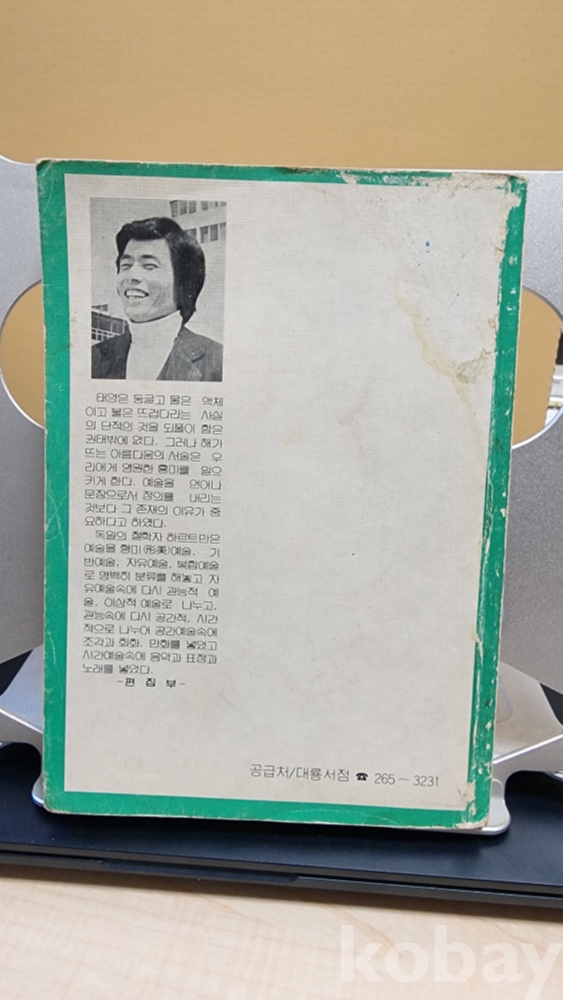 태양은 둥글고 물은 액체
이고 불은 뜨겁다라는 사실
의 단적의 것을 되풀이 함은
권태밖에 없다. 그러나 해가
뜨는 아름다움의 서술은 우
리에게 영원한 흥미를 일으
키게 한다. 예술을 언어나
문장으로서 정의를 내리는
것보다 그 존재의 이유가 중
요하다고 하였다.
독일의 철학자 하르트만은
예술을 형미(形美)예술, 기
반예술, 자유예술, 복합예술
로 명백히 분류를 해놓고 자
유예술속에 다시 관능적 예
술, 이상적 예술로 나누고,
관능속에 다시 공간적, 시간
적으로 나누어 공간예술속에
조각과 회화, 만화를 넣었고
시간예술속에 음악과 표정과
노래를 넣었다.
-편 집 부-
공급처/대룡서점 ☎ 265-3231
kobay